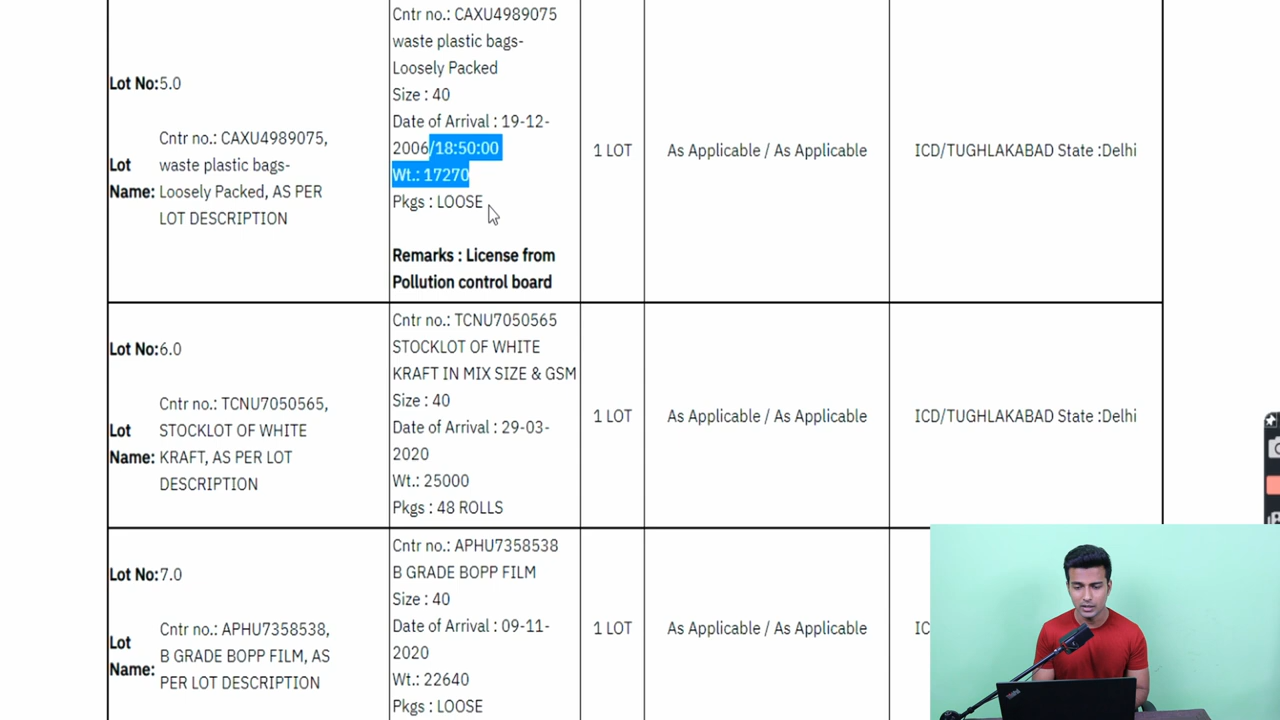 Lot No:5.0
Lot Name:
Cntr no.: CAXU4989075,
waste plastic bags-
Loosely Packed, AS PER
LOT DESCRIPTION
Cntr no.: CAXU4989075
waste plastic bags-
Loosely Packed
Size : 40
Date of Arrival : 19-12-
2006/18:50:00
Wt.: 17270
Pkgs : LOOSE
Remarks : License from
Pollution control board
1 LOT
As Applicable / As Applicable
ICD/TUGHLAKABAD State :Delhi
Lot No:6.0
Lot Name:
Cntr no.: TCNU7050565,
STOCKLOT OF WHITE
KRAFT, AS PER LOT
DESCRIPTION
Cntr no.: TCNU7050565
STOCKLOT OF WHITE
KRAFT IN MIX SIZE & GSM
Size : 40
Date of Arrival : 29-03-
2020
Wt.: 25000
Pkgs : 48 ROLLS
1 LOT
As Applicable / As Applicable
ICD/TUGHLAKABAD State :Delhi
Lot No:7.0
Lot Name:
Cntr no.: APHU7358538,
B GRADE BOPP FILM, AS
PER LOT DESCRIPTION
Cntr no.: APHU7358538
B GRADE BOPP FILM
Size : 40
Date of Arrival : 09-11-
2020
Wt.: 22640
Pkgs : LOOSE
1 LOT
As Applicable / As Applicable